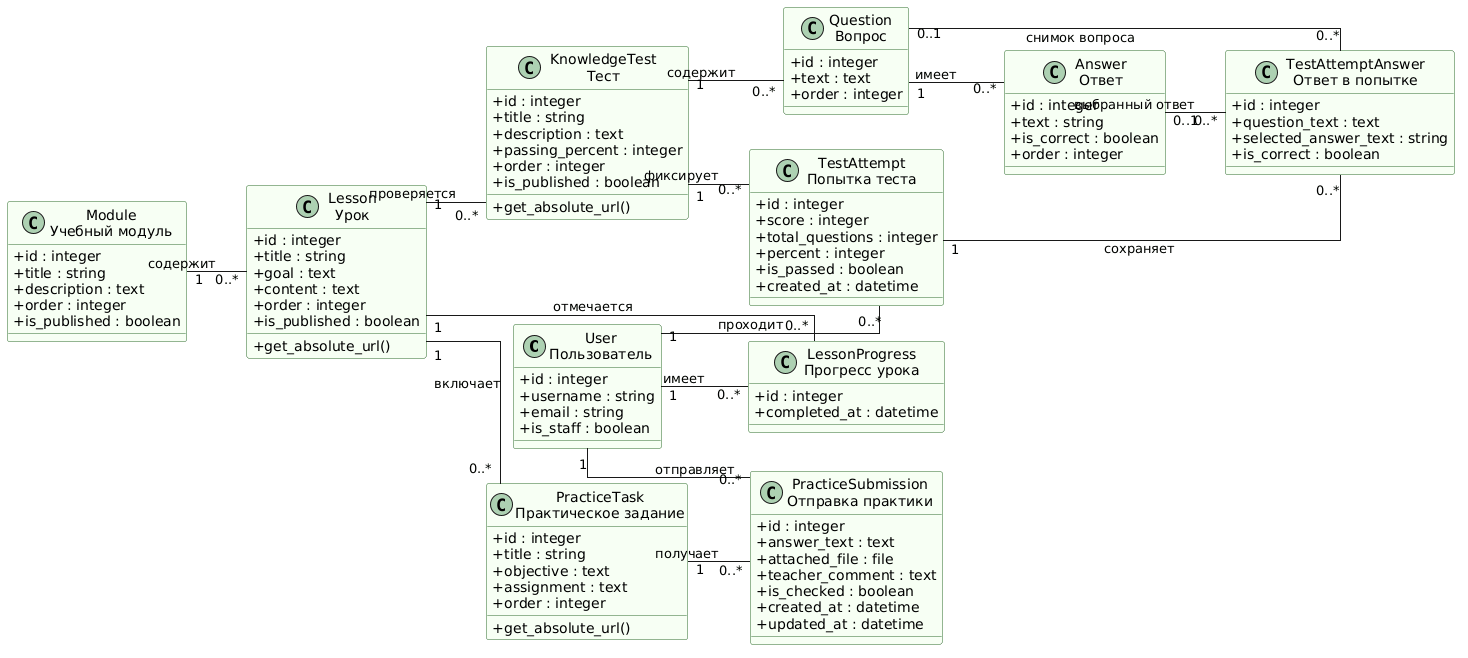 C
Module
Учебный модуль
+id : integer
+title : string
+description : text
+order : integer
+is_published : boolean
содержит
1
0..*
C
Lesson
Урок
+id : integer
+title : string
+goal : text
+content : text
+order : integer
+is_published : boolean
+get_absolute_url()
проверяется
1
0..*
C
KnowledgeTest
Тест
+id : integer
+title : string
+description : text
+passing_percent : integer
+order : integer
+is_published : boolean
+get_absolute_url()
содержит
1
0..*
C
Question
Вопрос
+id : integer
+text : text
+order : integer
0..1
снимок вопроса
0..*
имеет
1
0..*
C
Answer
Ответ
+id : integer
+text : string
+is_correct : boolean
+order : integer
выбранный ответ
0..1
0..*
C
TestAttemptAnswer
Ответ в попытке
+id : integer
+question_text : text
+selected_answer_text : string
+is_correct : boolean
0..*
сохраняет
1
фиксирует
1
0..*
C
TestAttempt
Попытка теста
+id : integer
+score : integer
+total_questions : integer
+percent : integer
+is_passed : boolean
+created_at : datetime
0..*
отмечается
1
0..*
проходит
1
C
User
Пользователь
+id : integer
+username : string
+email : string
+is_staff : boolean
имеет
1
0..*
C
LessonProgress
Прогресс урока
+id : integer
+completed_at : datetime
1
включает
0..*
1
отправляет
0..*
C
PracticeTask
Практическое задание
+id : integer
+title : string
+objective : text
+assignment : text
+order : integer
+get_absolute_url()
получает
1
0..*
C
PracticeSubmission
Отправка практики
+id : integer
+answer_text : text
+attached_file : file
+teacher_comment : text
+is_checked : boolean
+created_at : datetime
+updated_at : datetime